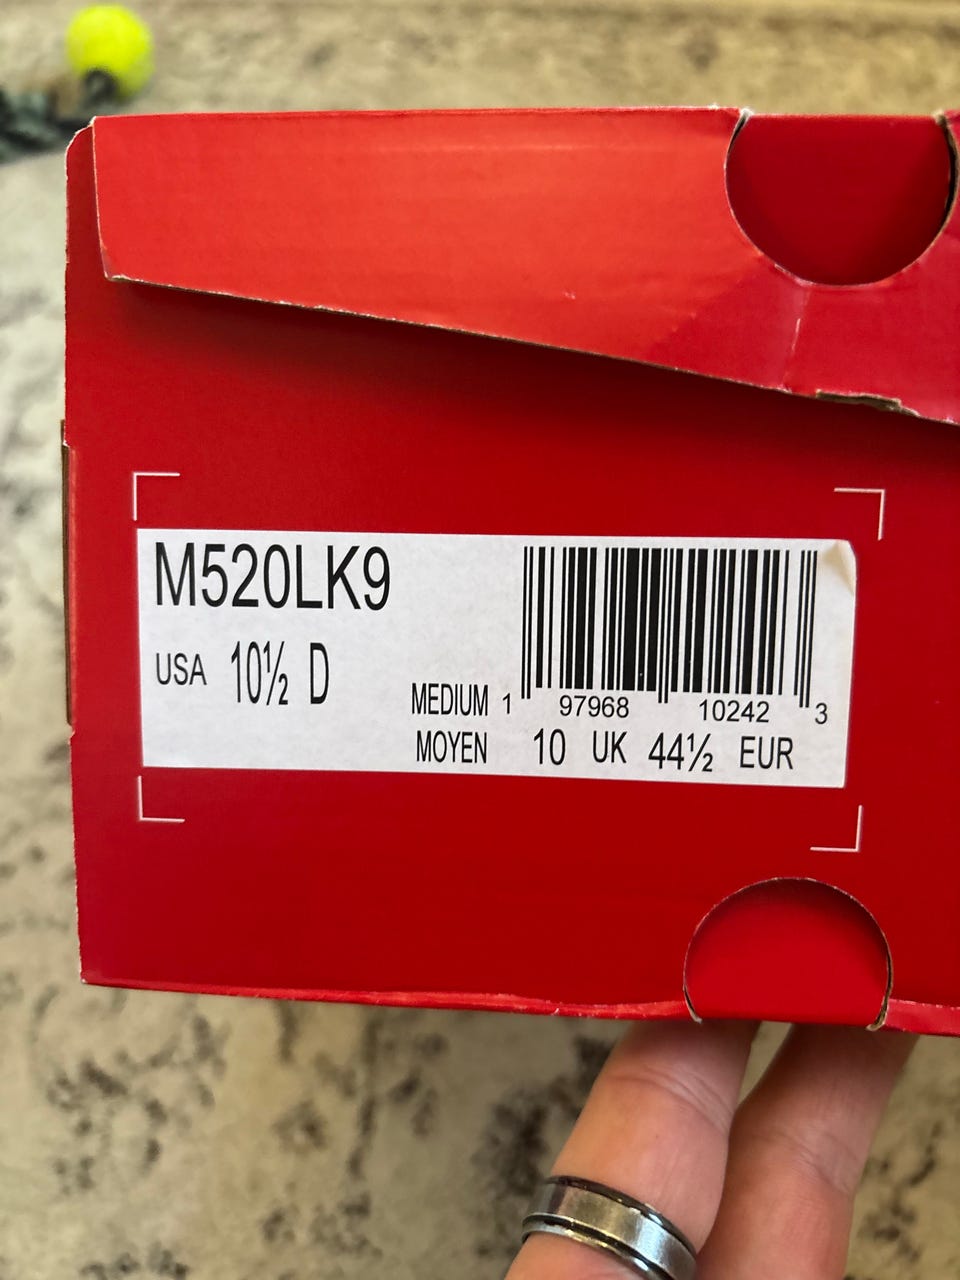 M520LK9
USA 10½ D
MEDIUM 1 97968 10242 3
MOYEN 10 UK 44½ EUR